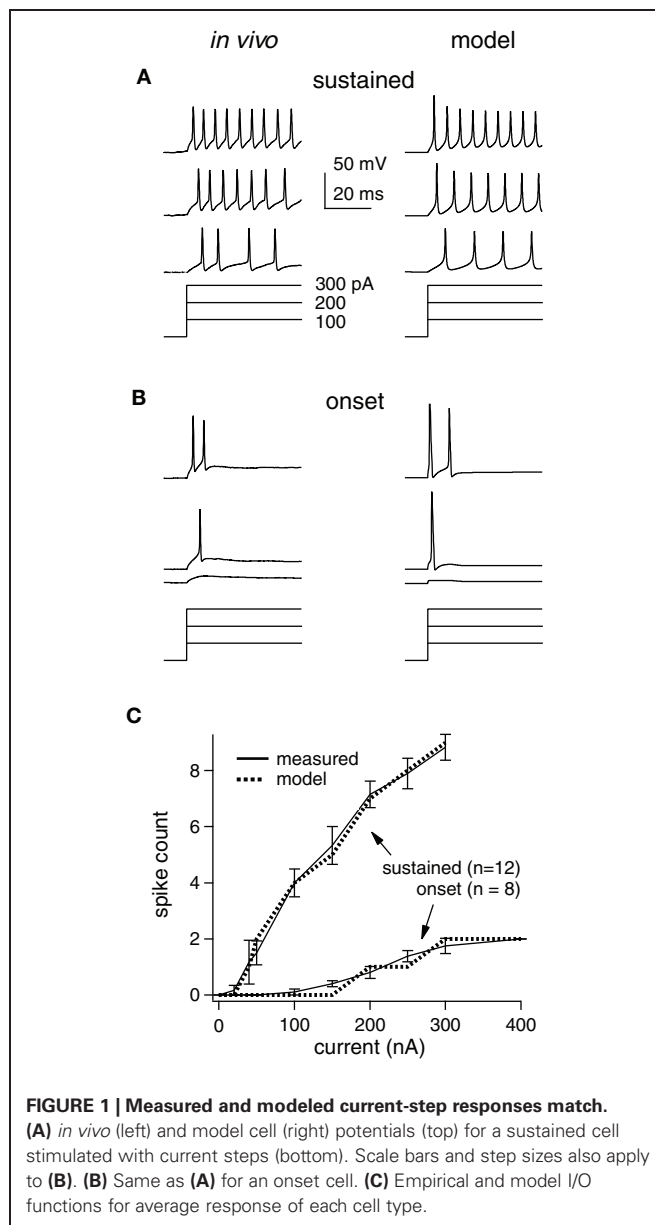 in vivo model
A sustained
50 mV
20 ms
300 pA
200
100
B onset
C
measured
model
8
6
4
2
0
spike count
sustained (n=12)
onset (n = 8)
0 100 200 300 400
current (nA)
FIGURE 1 | Measured and modeled current-step responses match.
(A) in vivo (left) and model cell (right) potentials (top) for a sustained cell
stimulated with current steps (bottom). Scale bars and step sizes also apply
to (B). (B) Same as (A) for an onset cell. (C) Empirical and model I/O
functions for average response of each cell type.